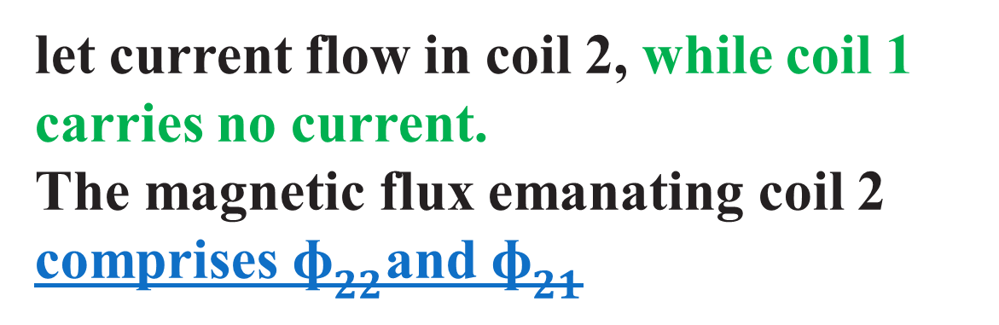 let current flow in coil 2, while coil 1
carries no current.
The magnetic flux emanating coil 2
comprises ϕ₂₂ and ϕ₂₁